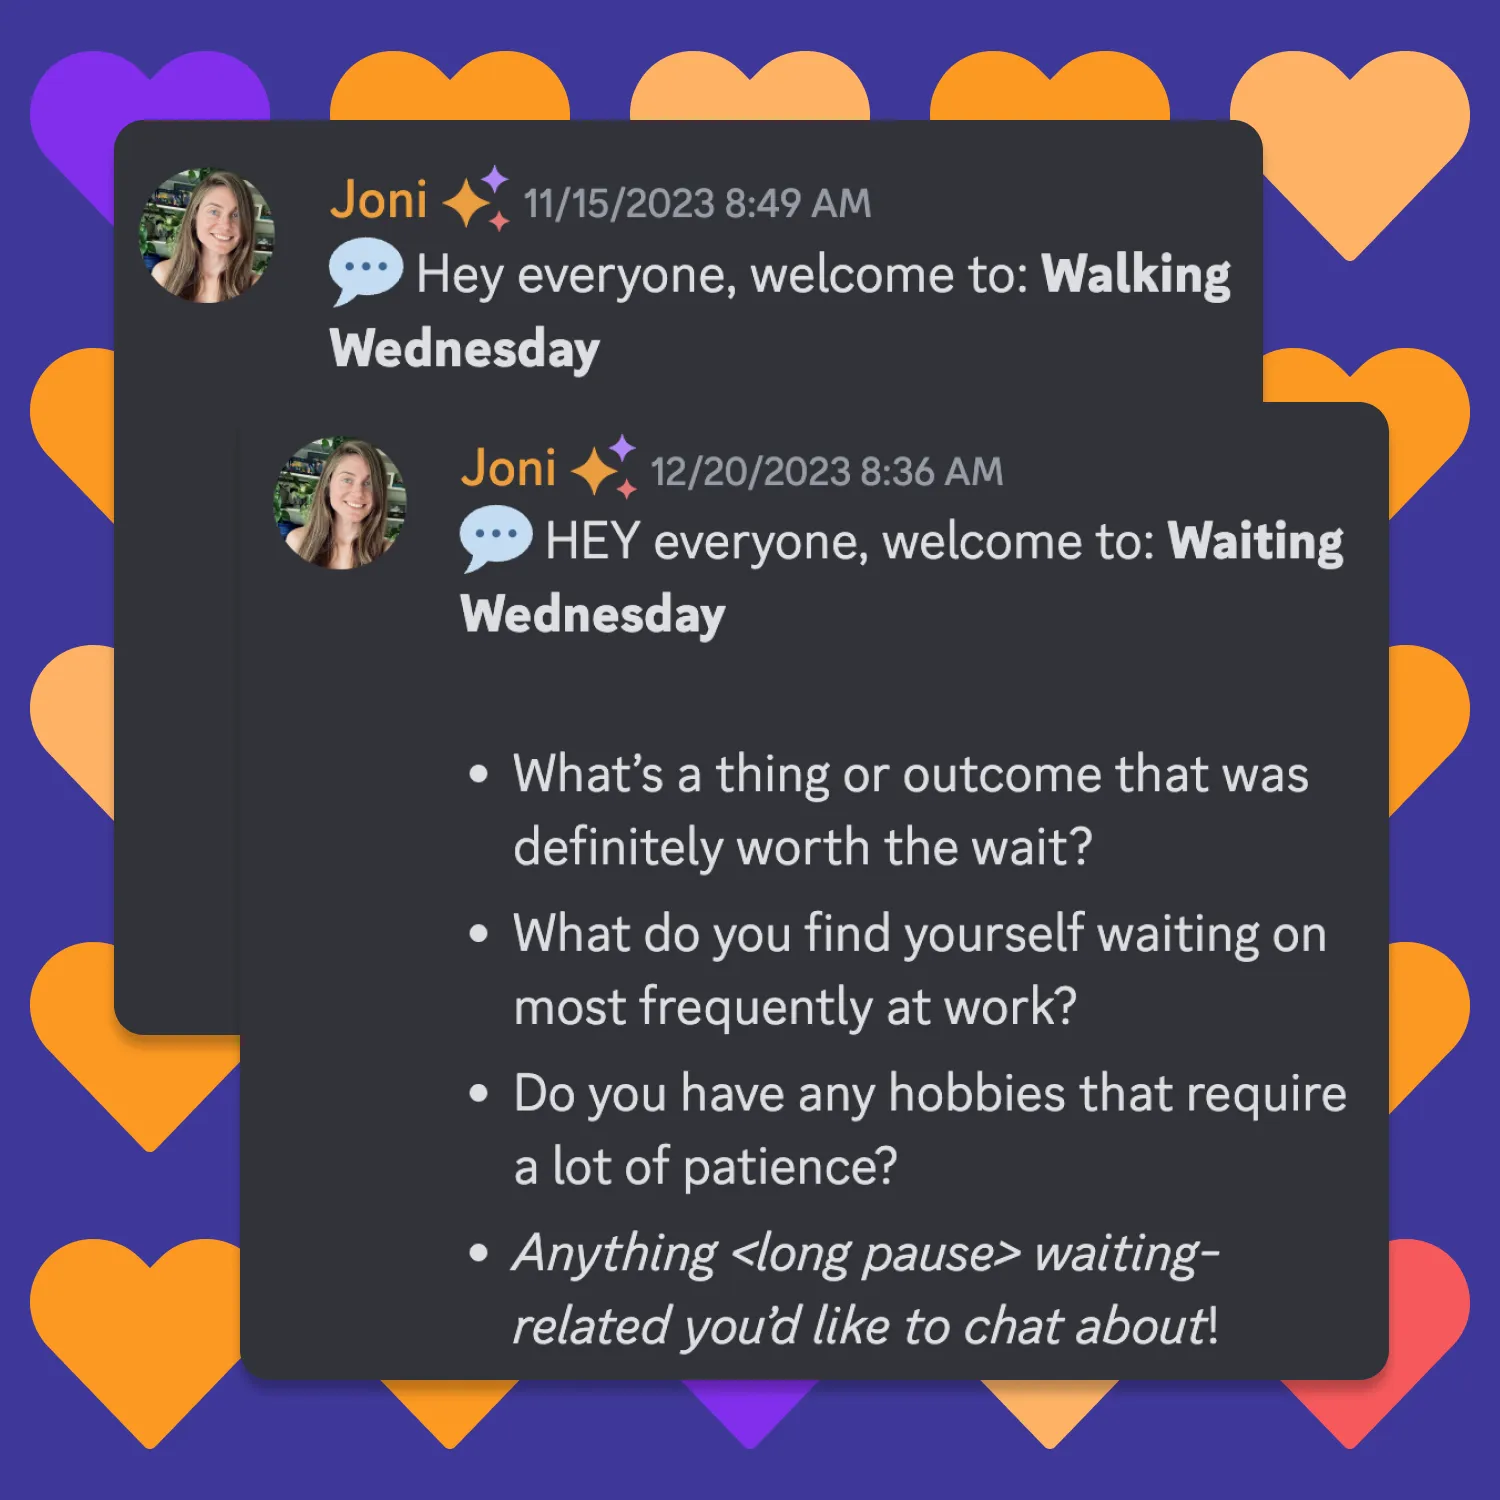 Joni 11/15/2023 8:49 AM
Hey everyone, welcome to: Walking
Wednesday
Joni 12/20/2023 8:36 AM
HEY everyone, welcome to: Waiting
Wednesday
• What’s a thing or outcome that was
definitely worth the wait?
• What do you find yourself waiting on
most frequently at work?
• Do you have any hobbies that require
a lot of patience?
• Anything <long pause> waiting-
related you’d like to chat about!